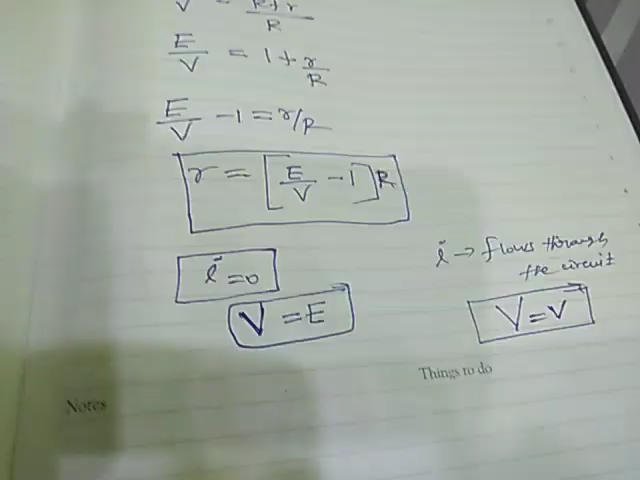 V = R+r/R
E/V = 1 + r/R
E/V - 1 = r/R
r = [E/V - 1] R
i → flows through
the circuit
i = 0
V = E
V = V
Things to do
Notes